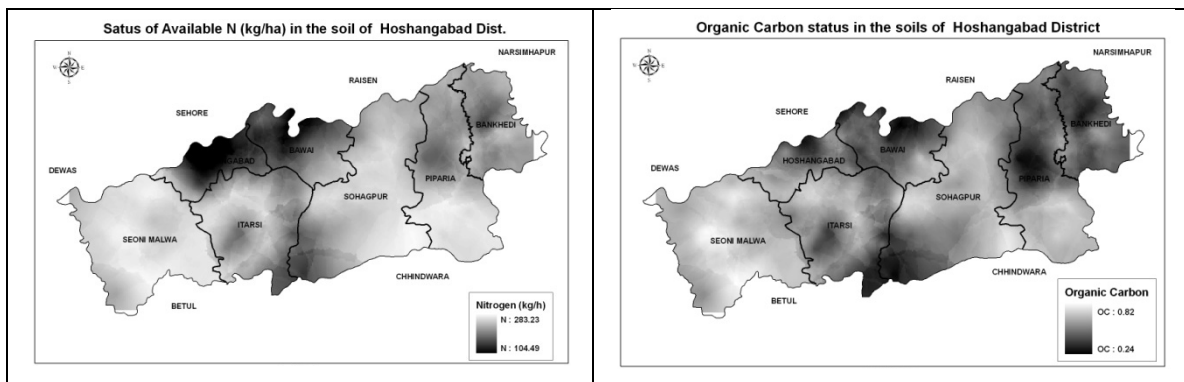 Satus of Available N (kg/ha) in the soil of Hoshangabad Dist.
N
E
S
NARSIMHAPUR
RAISEN
SEHORE
BANKHEDI
BAWAI
GABAD
DEWAS
PIPARIA
SOHAGPUR
ITARSI
SEONI MALWA
CHHINDWARA
BETUL
Nitrogen (kg/h)
N : 283.23
N : 104.49
Organic Carbon status in the soils of Hoshangabad District
N
E
S
NARSIMHAPUR
RAISEN
SEHORE
BANKHEDI
BAWAI
HOSHANGABAD
DEWAS
PIPARIA
SOHAGPUR
ITARSI
SEONI MALWA
CHHINDWARA
BETUL
Organic Carbon
OC : 0.82
OC : 0.24